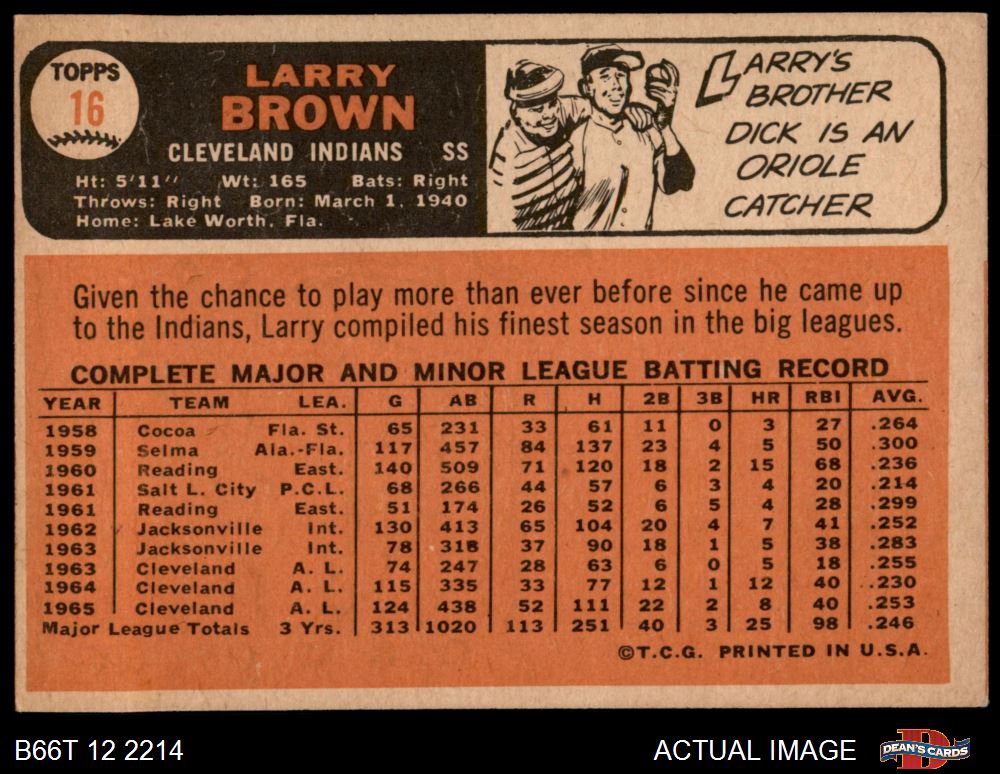 TOPPS
16
LARRY
BROWN
CLEVELAND INDIANS SS
Ht: 5'11" Wt: 165 Bats: Right
Throws: Right Born: March 1, 1940
Home: Lake Worth, Fla.
LARRY'S
BROTHER
DICK IS AN
ORIOLE
CATCHER
Given the chance to play more than ever before since he came up
to the Indians, Larry compiled his finest season in the big leagues.
COMPLETE MAJOR AND MINOR LEAGUE BATTING RECORD
YEAR TEAM LEA. G AB R H 2B 3B HR RBI AVG.
1958 Cocoa Fla. St. 65 231 33 61 11 0 3 27 .264
1959 Selma Ala.-Fla. 117 457 84 137 23 4 5 50 .300
1960 Reading East. 140 509 71 120 18 2 15 68 .236
1961 Salt L. City P.C.L. 68 266 44 57 6 3 4 20 .214
1961 Reading East. 51 174 26 52 6 5 4 28 .299
1962 Jacksonville Int. 130 413 65 104 20 4 7 41 .252
1963 Jacksonville Int. 78 318 37 90 18 1 5 38 .283
1963 Cleveland A. L. 74 247 28 63 6 0 5 18 .255
1964 Cleveland A. L. 115 335 33 77 12 1 12 40 .230
1965 Cleveland A. L. 124 438 52 111 22 2 8 40 .253
Major League Totals 3 Yrs. 313 1020 113 251 40 3 25 98 .246
©T.C.G. PRINTED IN U.S.A.
B66T 12 2214
ACTUAL IMAGE
DEAN'S CARDS